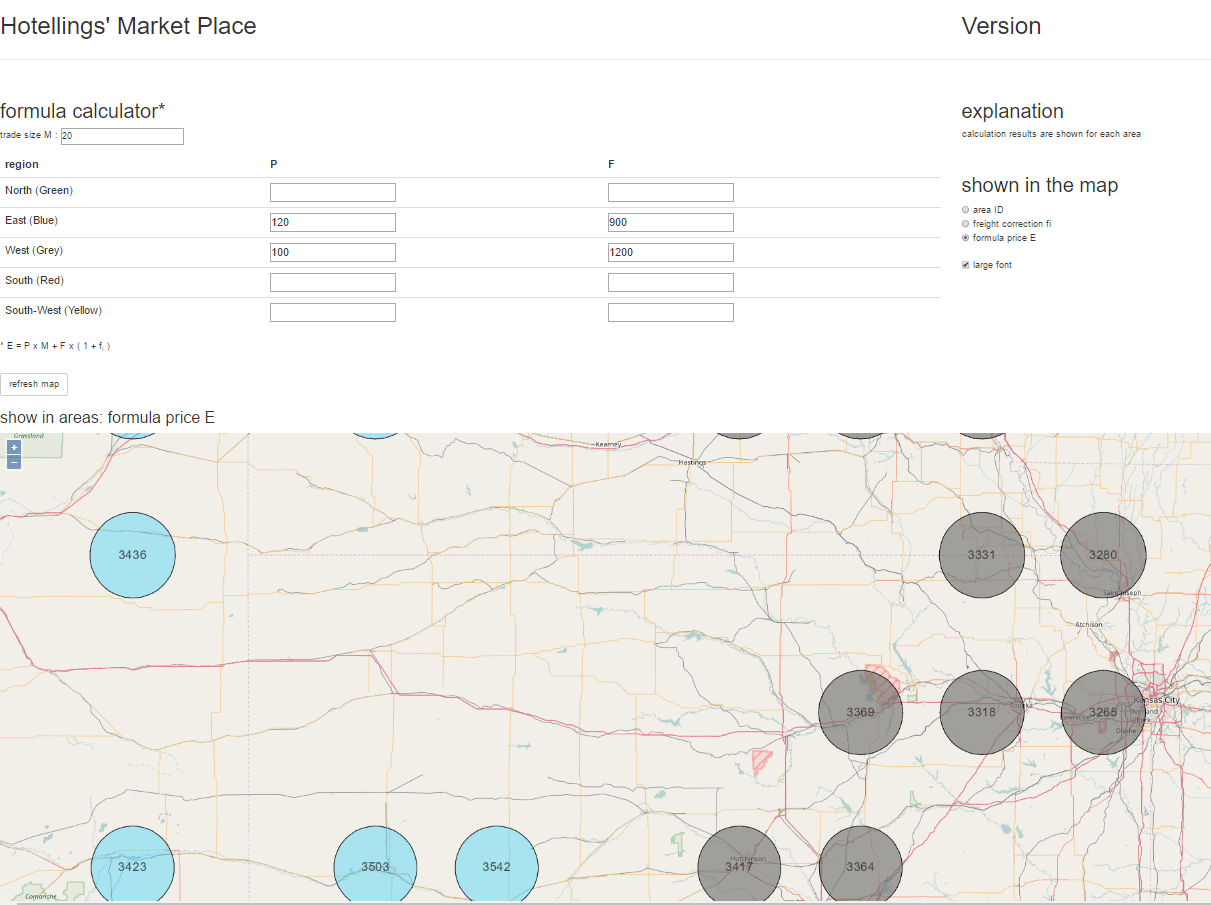 Hotellings' Market Place
Version
formula calculator*
explanation
trade size M : 20
calculation results are shown for each area
region P F
shown in the map
North (Green)
area ID
East (Blue) 120 900
freight correction fi
formula price E
West (Grey) 100 1200
large font
South (Red)
South-West (Yellow)
* E = P x M + F x ( 1 + fi )
refresh map
show in areas: formula price E
Grassland
+
−
Kearney
Hastings
3436
3331
3280
Saint Joseph
Atchison
3369
3318
Topeka
3265
Lawrence
Kansas City
Overland
Park
Olathe
3423
3503
3542
Hutchinson
3417
3364
Comanche